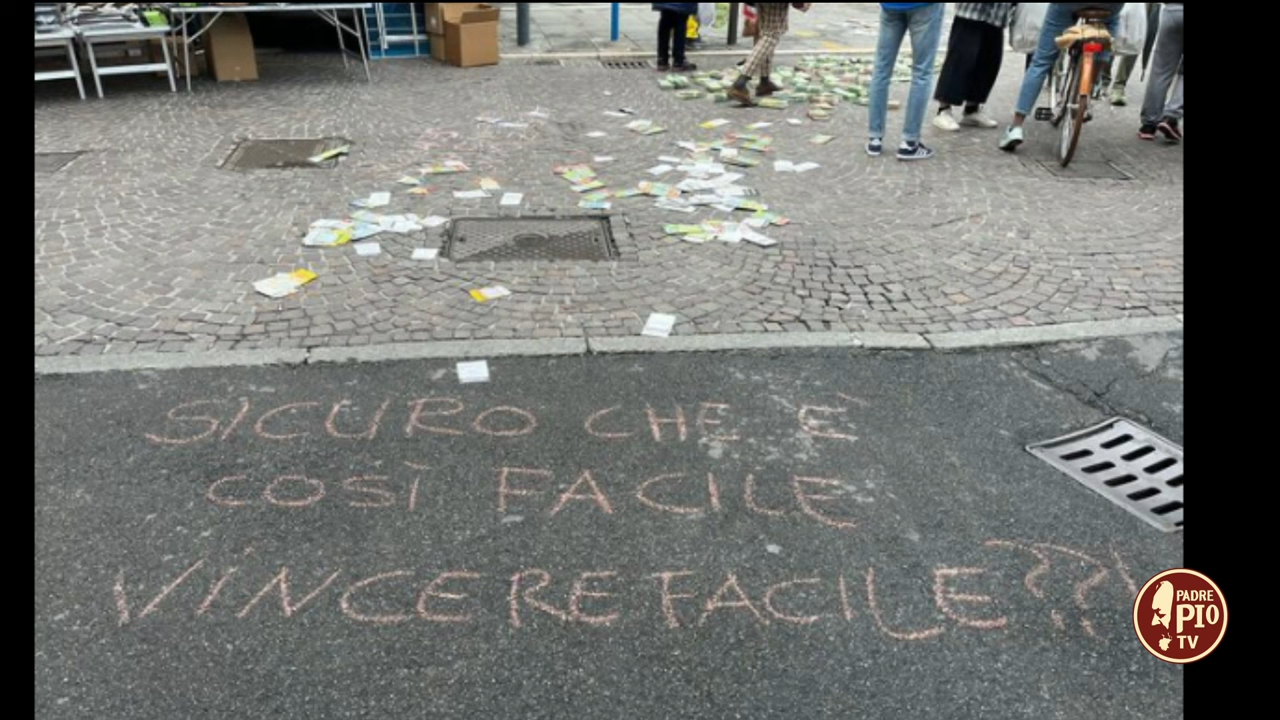 SICURO CHE È
COSÌ FACILE
VINCERE FACILE??!
PADRE
PIO
TV